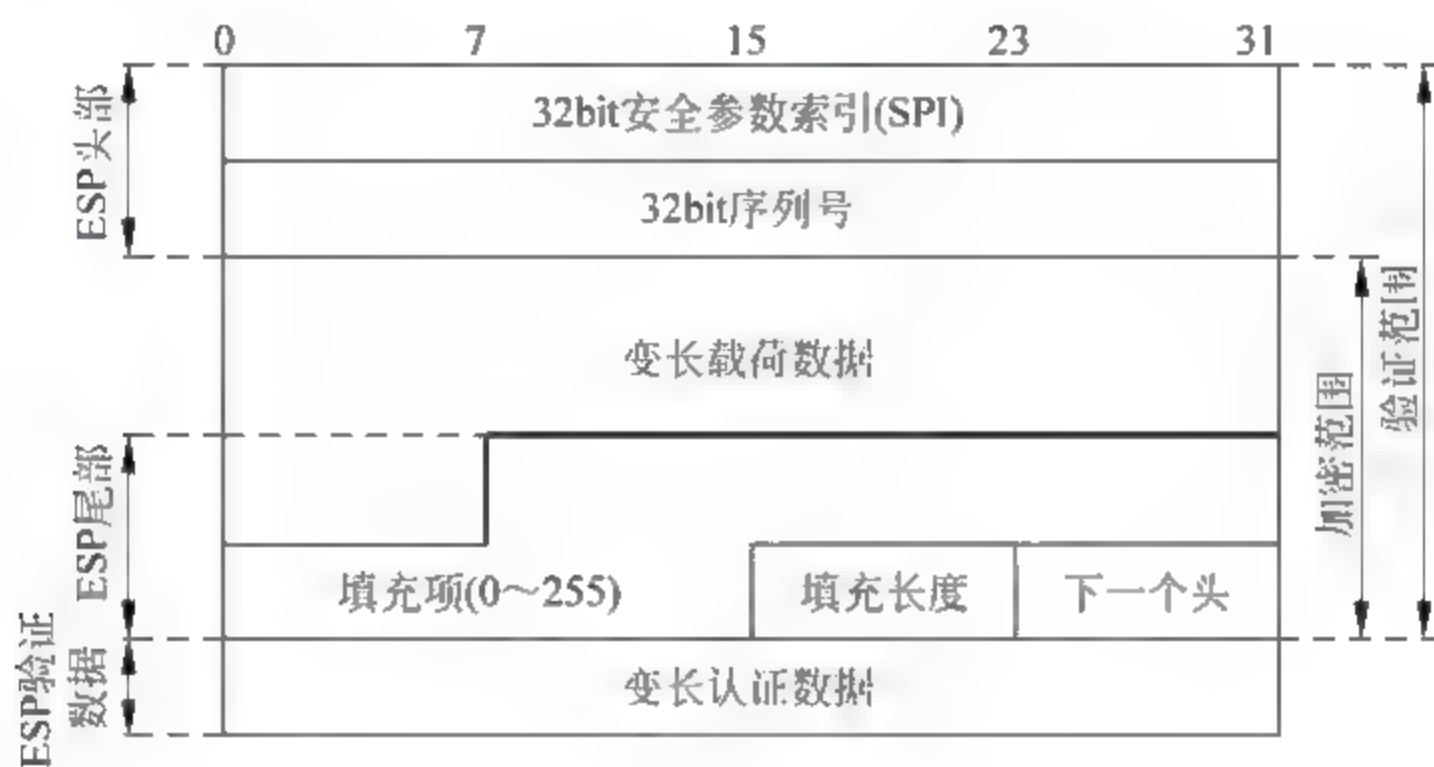 0 7 15 23 31
ESP头部
32bit安全参数索引(SPI)
32bit序列号
变长载荷数据
ESP尾部
填充项(0～255)
填充长度
下一个头
ESP验证
数据
变长认证数据
加密范围
验证范围